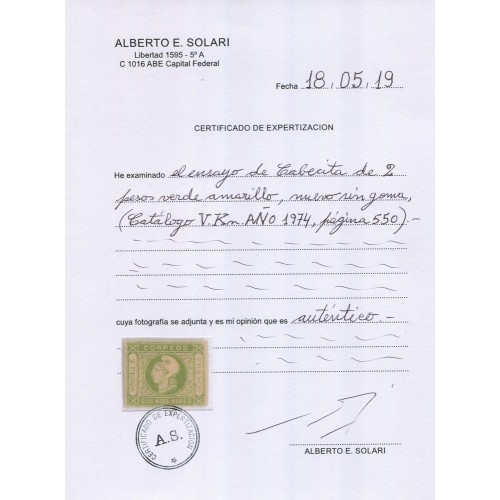 ALBERTO E. SOLARI
Libertad 1595 - 5º A
C 1016 ABE Capital Federal
Fecha 18.05.19
CERTIFICADO DE EXPERTIZACION
He examinado el ensayo de Cabecita de 2
pesos verde amarillo, nuevo sin goma,
(Catálogo V.Kn. AÑO 1974, página 550).-
cuya fotografía se adjunta y es mi opinión que es auténtico.-
CORREOS
BUENOS AIRES
CERTIFICADO DE EXPERTIZACION
A.S.
ALBERTO E. SOLARI